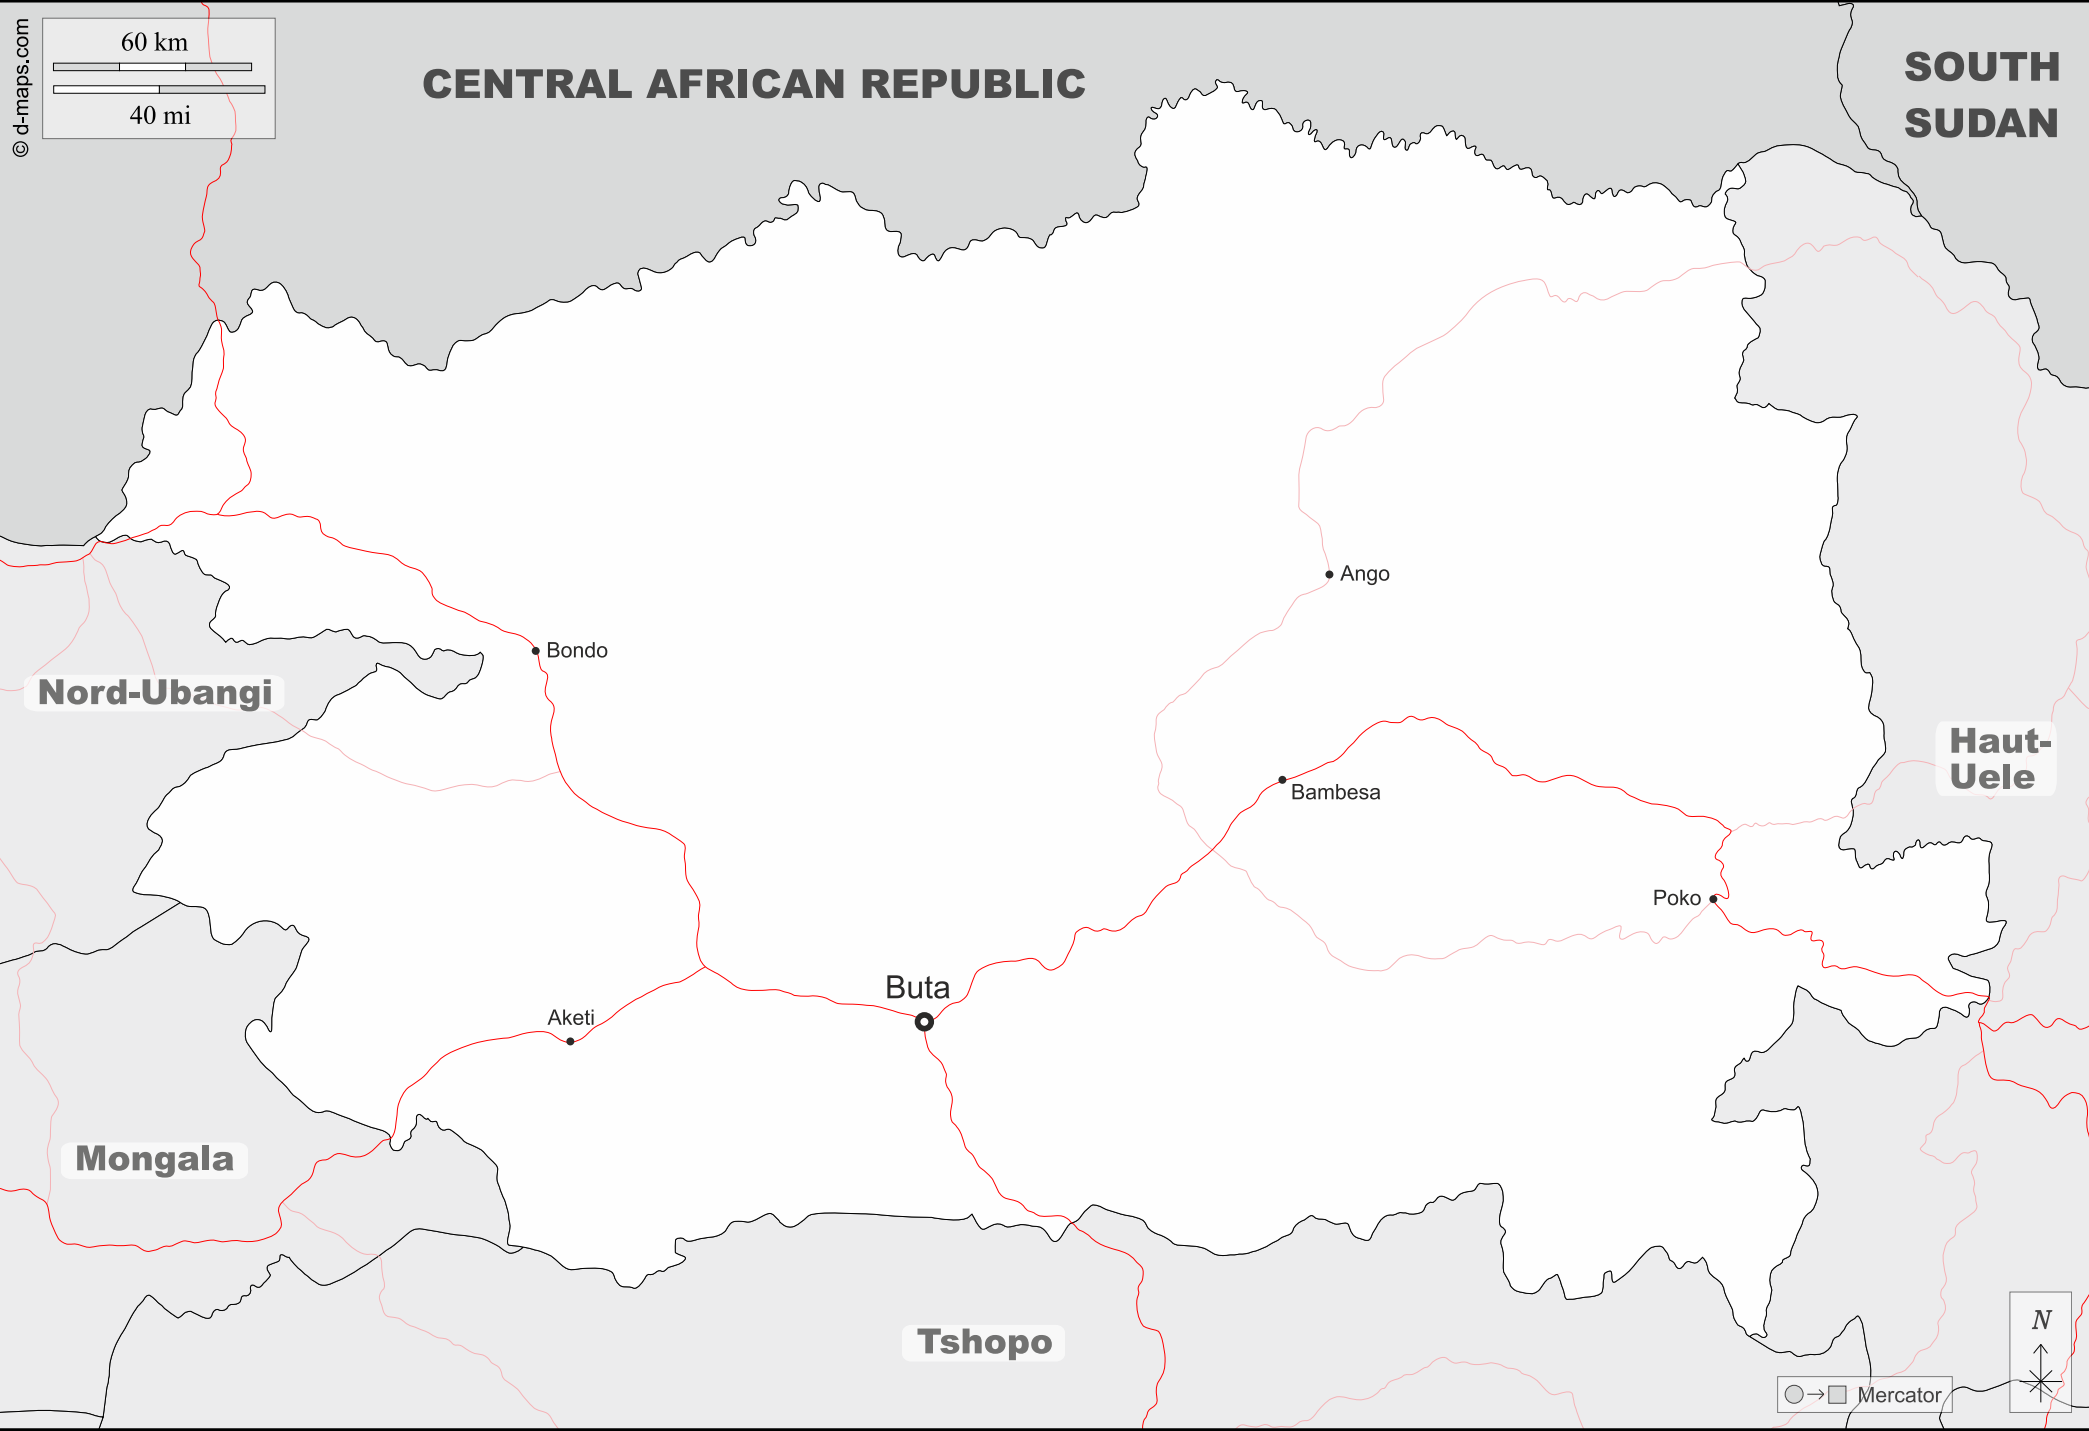 © d-maps.com
60 km
40 mi
CENTRAL AFRICAN REPUBLIC
SOUTH
SUDAN
Ango
Bondo
Nord-Ubangi
Haut-
Uele
Bambesa
Poko
Buta
Aketi
Mongala
Tshopo
N
Mercator